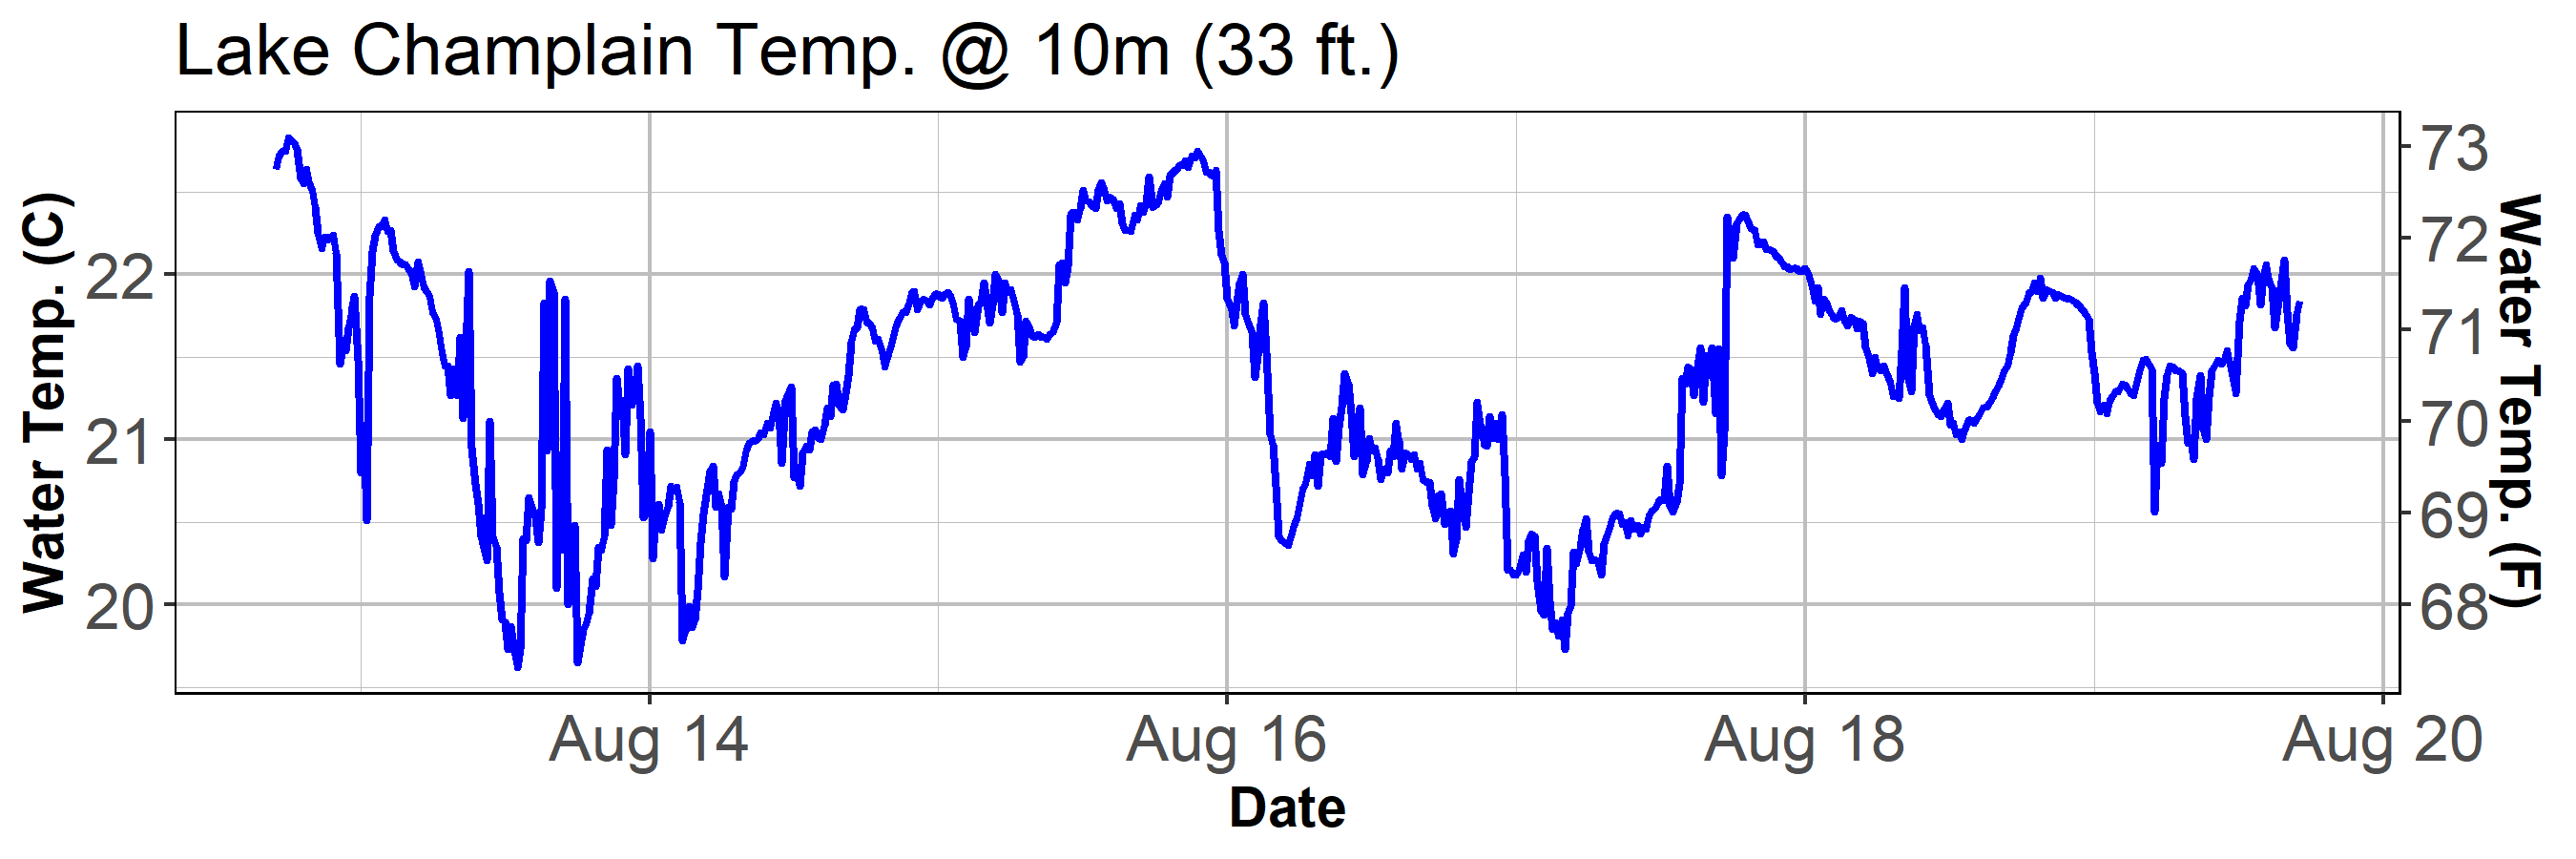 Lake Champlain Temp. @ 10m (33 ft.)
Water Temp. (C)
22
21
20
73
72
71
70
69
68
Water Temp. (F)
Aug 14
Aug 16
Aug 18
Aug 20
Date